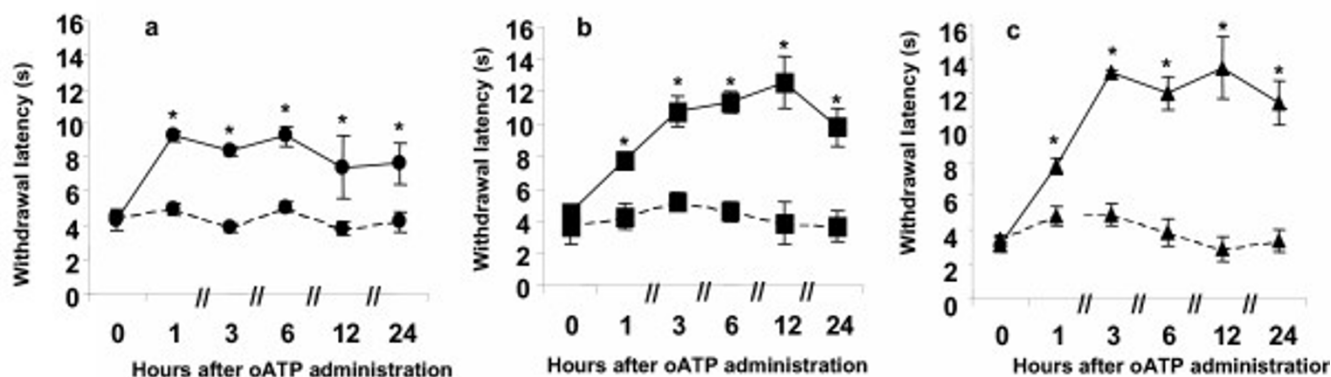 a
Withdrawal latency (s)
16
14
12
10
8
6
4
2
0
* * * * *
// // // //
0 1 3 6 12 24
Hours after oATP administration
b
Withdrawal latency (s)
16
14
12
10
8
6
4
2
0
* * * * *
// // // //
0 1 3 6 12 24
Hours after oATP administration
c
Withdrawal latency (s)
16
14
12
10
8
6
4
2
0
* * * * *
// // // //
0 1 3 6 12 24
Hours after oATP administration